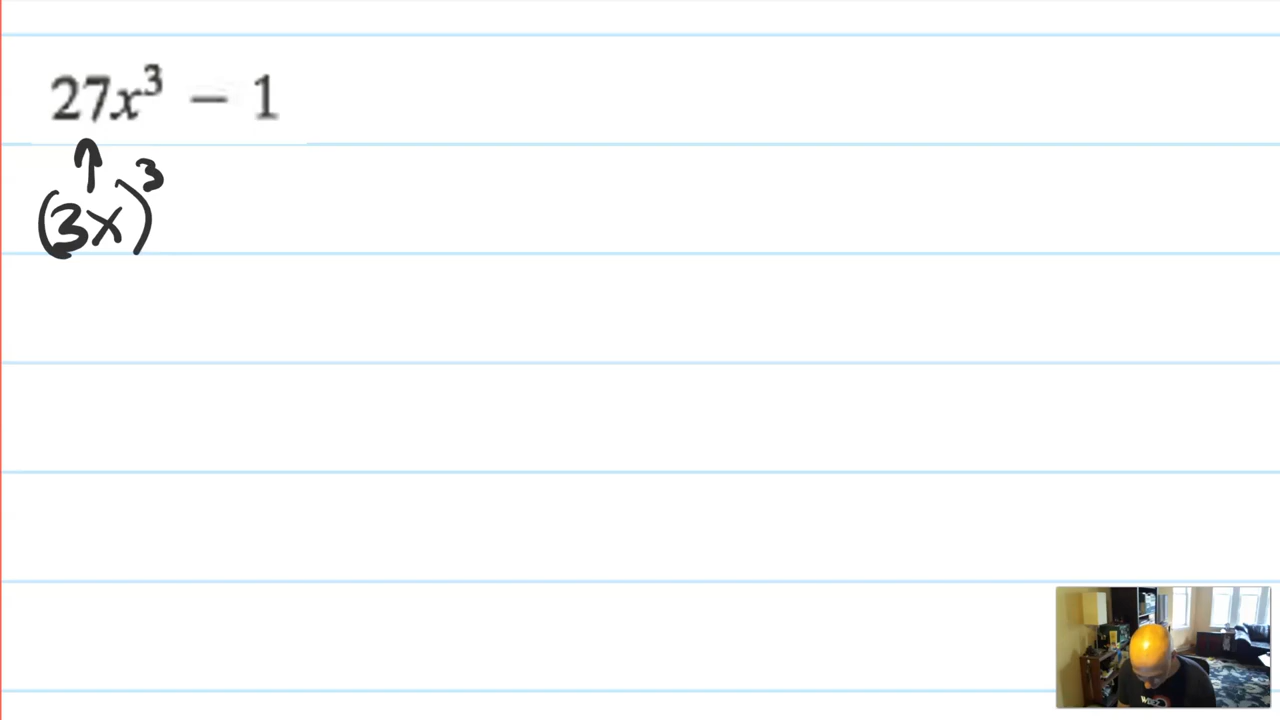 27x³ − 1
↑
(3x)³